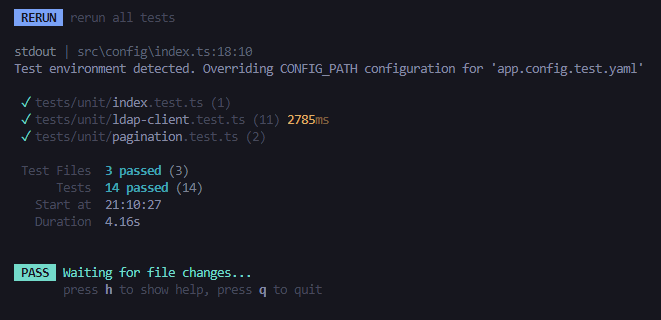 RERUN rerun all tests
stdout | src\config\index.ts:18:10
Test environment detected. Overriding CONFIG_PATH configuration for 'app.config.test.yaml'
✓ tests/unit/index.test.ts (1)
✓ tests/unit/ldap-client.test.ts (11) 2785ms
✓ tests/unit/pagination.test.ts (2)
Test Files 3 passed (3)
Tests 14 passed (14)
Start at 21:10:27
Duration 4.16s
PASS Waiting for file changes...
press h to show help, press q to quit